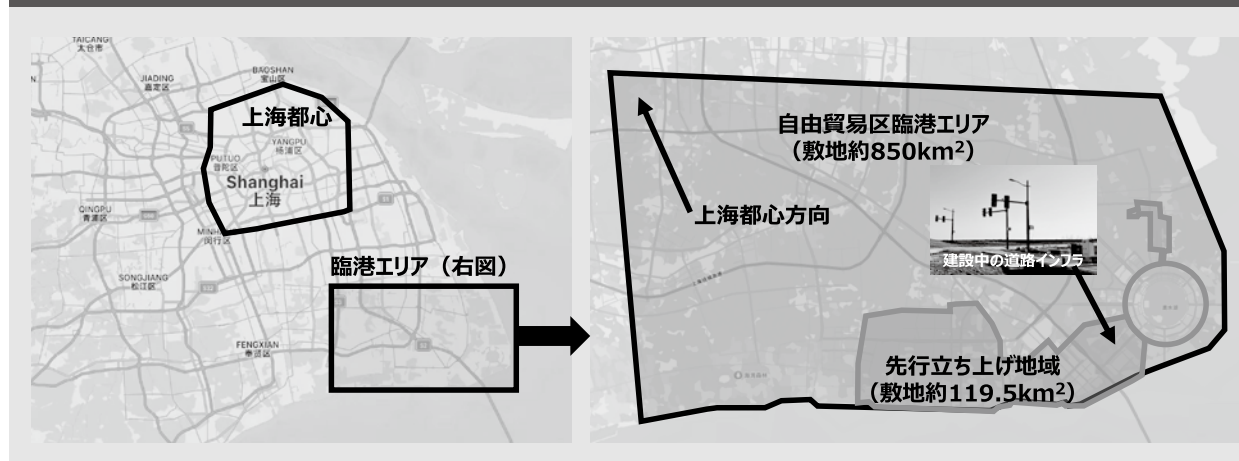 TAICANG
太仓市
JIADING
嘉定区
BAOSHAN
宝山区
上海都心
YANGPU
杨浦区
PUTUO
普陀区
Shanghai
上海
QINGPU
青浦区
闵行区
SONGJIANG
松江区
臨港エリア（右図）
FENGXIAN
奉贤区
自由貿易区臨港エリア
（敷地約850km²）
上海都心方向
建設中の道路インフラ
先行立ち上げ地域
（敷地約119.5km²）